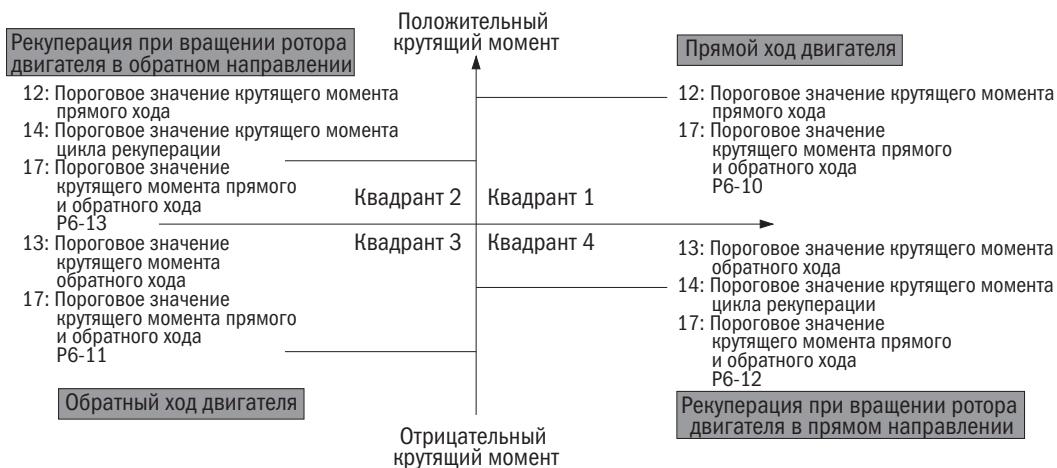 Положительный
крутящий момент
Рекуперация при вращении ротора
двигателя в обратном направлении
12: Пороговое значение крутящего момента
прямого хода
14: Пороговое значение крутящего момента
цикла рекуперации
17: Пороговое значение
крутящего момента прямого
и обратного хода
P6-13
Прямой ход двигателя
12: Пороговое значение крутящего момента
прямого хода
17: Пороговое значение
крутящего момента прямого
и обратного хода
P6-10
Квадрант 2
Квадрант 1
Квадрант 3
Квадрант 4
13: Пороговое значение
крутящего момента
обратного хода
17: Пороговое значение
крутящего момента прямого
и обратного хода
P6-11
Обратный ход двигателя
13: Пороговое значение крутящего момента
обратного хода
14: Пороговое значение крутящего момента
цикла рекуперации
17: Пороговое значение
крутящего момента прямого
и обратного хода
P6-12
Рекуперация при вращении ротора
двигателя в прямом направлении
Отрицательный
крутящий момент